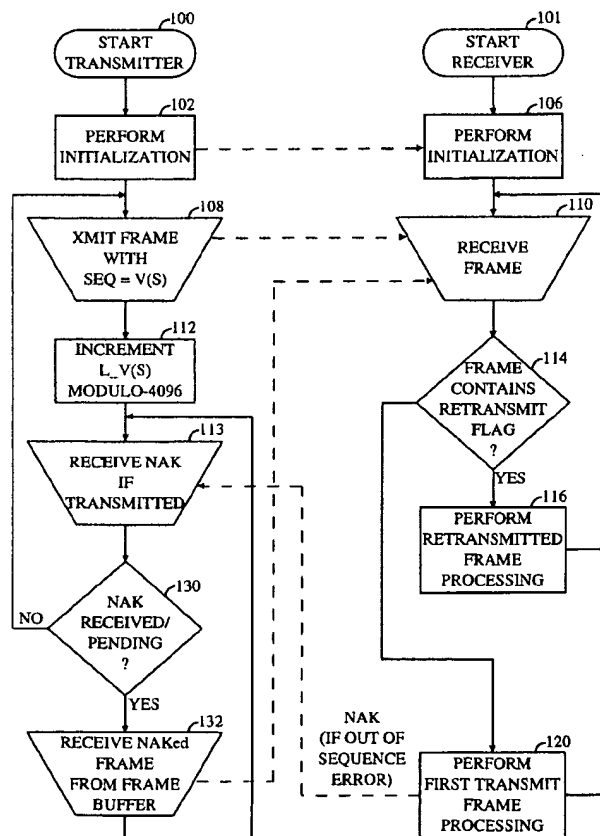 100
START
TRANSMITTER
102
PERFORM
INITIALIZATION
108
XMIT FRAME
WITH
SEQ = V(S)
112
INCREMENT
L_V(S)
MODULO-4096
113
RECEIVE NAK
IF
TRANSMITTED
130
NAK
RECEIVED/
PENDING
?
NO
YES
132
RECEIVE NAKed
FRAME
FROM FRAME
BUFFER
101
START
RECEIVER
106
PERFORM
INITIALIZATION
110
RECEIVE
FRAME
114
FRAME
CONTAINS
RETRANSMIT
FLAG
?
YES
116
PERFORM
RETRANSMITTED
FRAME
PROCESSING
NAK
(IF OUT OF
SEQUENCE
ERROR)
120
PERFORM
FIRST TRANSMIT
FRAME
PROCESSING